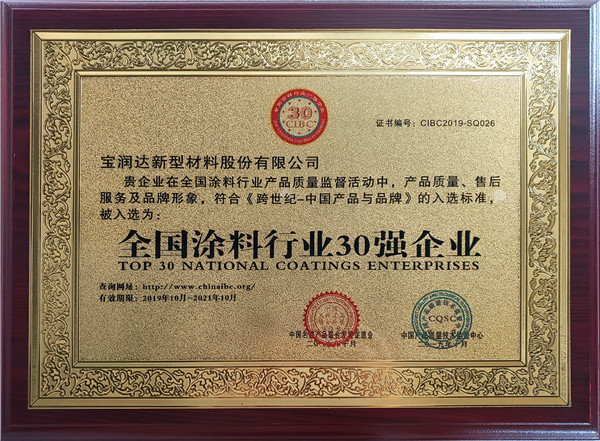 30
CIBC
证书编号：CIBC2019-SQ026
宝润达新型材料股份有限公司
贵企业在全国涂料行业产品质量监督活动中，产品质量、售后
服务及品牌形象，符合《跨世纪-中国产品与品牌》的入选标准，
被入选为：
全国涂料行业30强企业
TOP 30 NATIONAL COATINGS ENTERPRISES
查询网址：http://www.chinaibc.org/
有效期限：2019年10月-2021年10月
CQSC